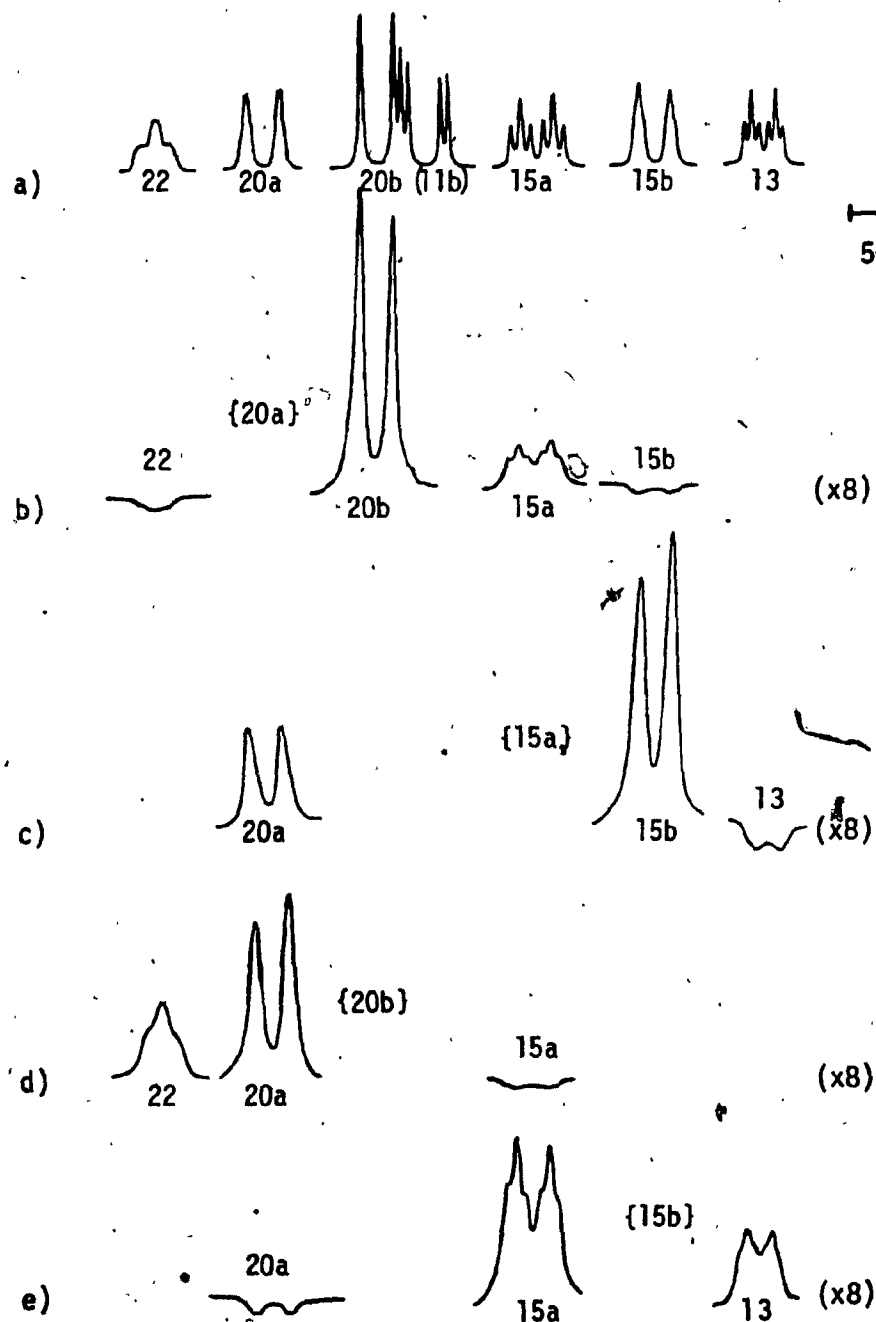 a) 22 20a 20b (11b) 15a 15b 13
5
{20a}
22 15b
b) 20b 15a (x8)
{15a}
13
c) 20a 15b (x8)
{20b}
15a
d) 22 20a (x8)
{15b}
20a
e) 15a 13 (x8)